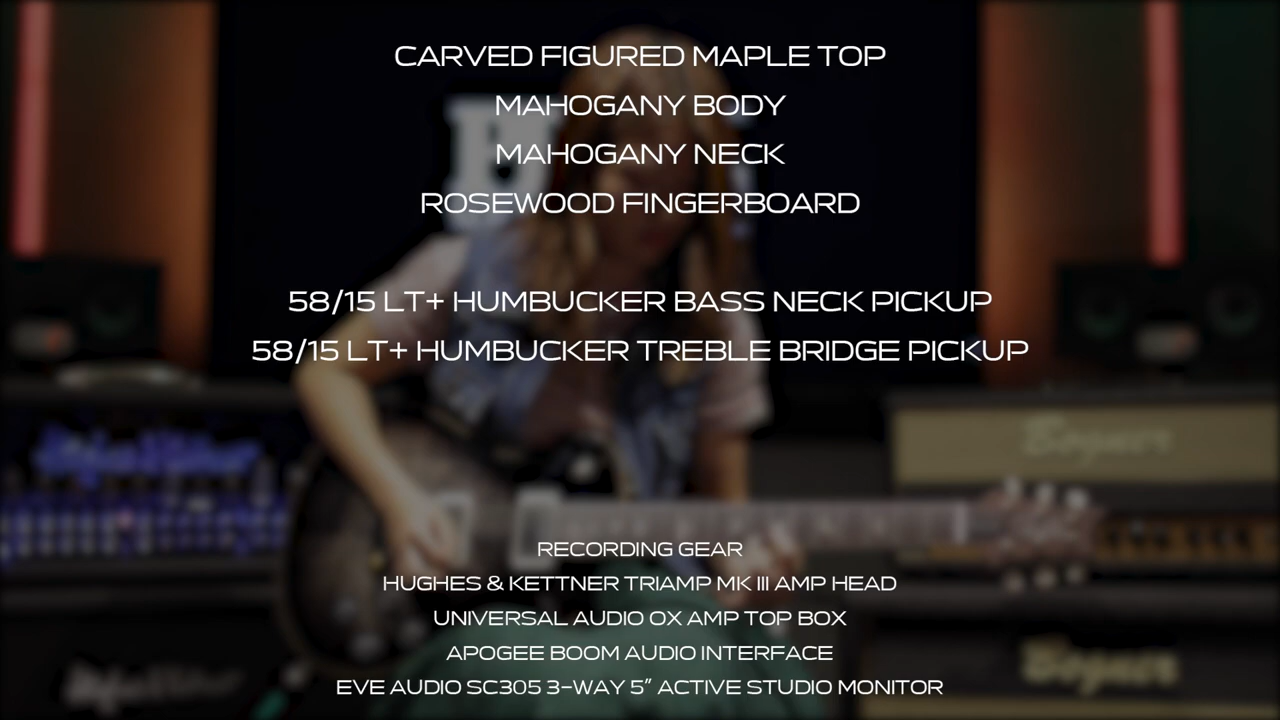 CARVED FIGURED MAPLE TOP
MAHOGANY BODY
MAHOGANY NECK
ROSEWOOD FINGERBOARD
58/15 LT+ HUMBUCKER BASS NECK PICKUP
58/15 LT+ HUMBUCKER TREBLE BRIDGE PICKUP
Bogner
RECORDING GEAR
HUGHES & KETTNER TRIAMP MK III AMP HEAD
UNIVERSAL AUDIO OX AMP TOP BOX
APOGEE BOOM AUDIO INTERFACE
Bogner
EVE AUDIO SC305 3-WAY 5" ACTIVE STUDIO MONITOR